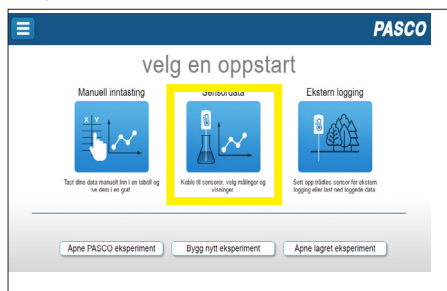 PASCO
velg en oppstart
Manuell inntasting
Sensordata
Ekstern logging
X Y
Tast dine data manuelt inn i en tabell og
se dem i en graf
Koble til sensorer, velg målinger og
visninger
Sett opp trådløs sensor for ekstern
logging eller last ned loggede data
Åpne PASCO eksperiment
Bygg nytt eksperiment
Åpne lagret eksperiment